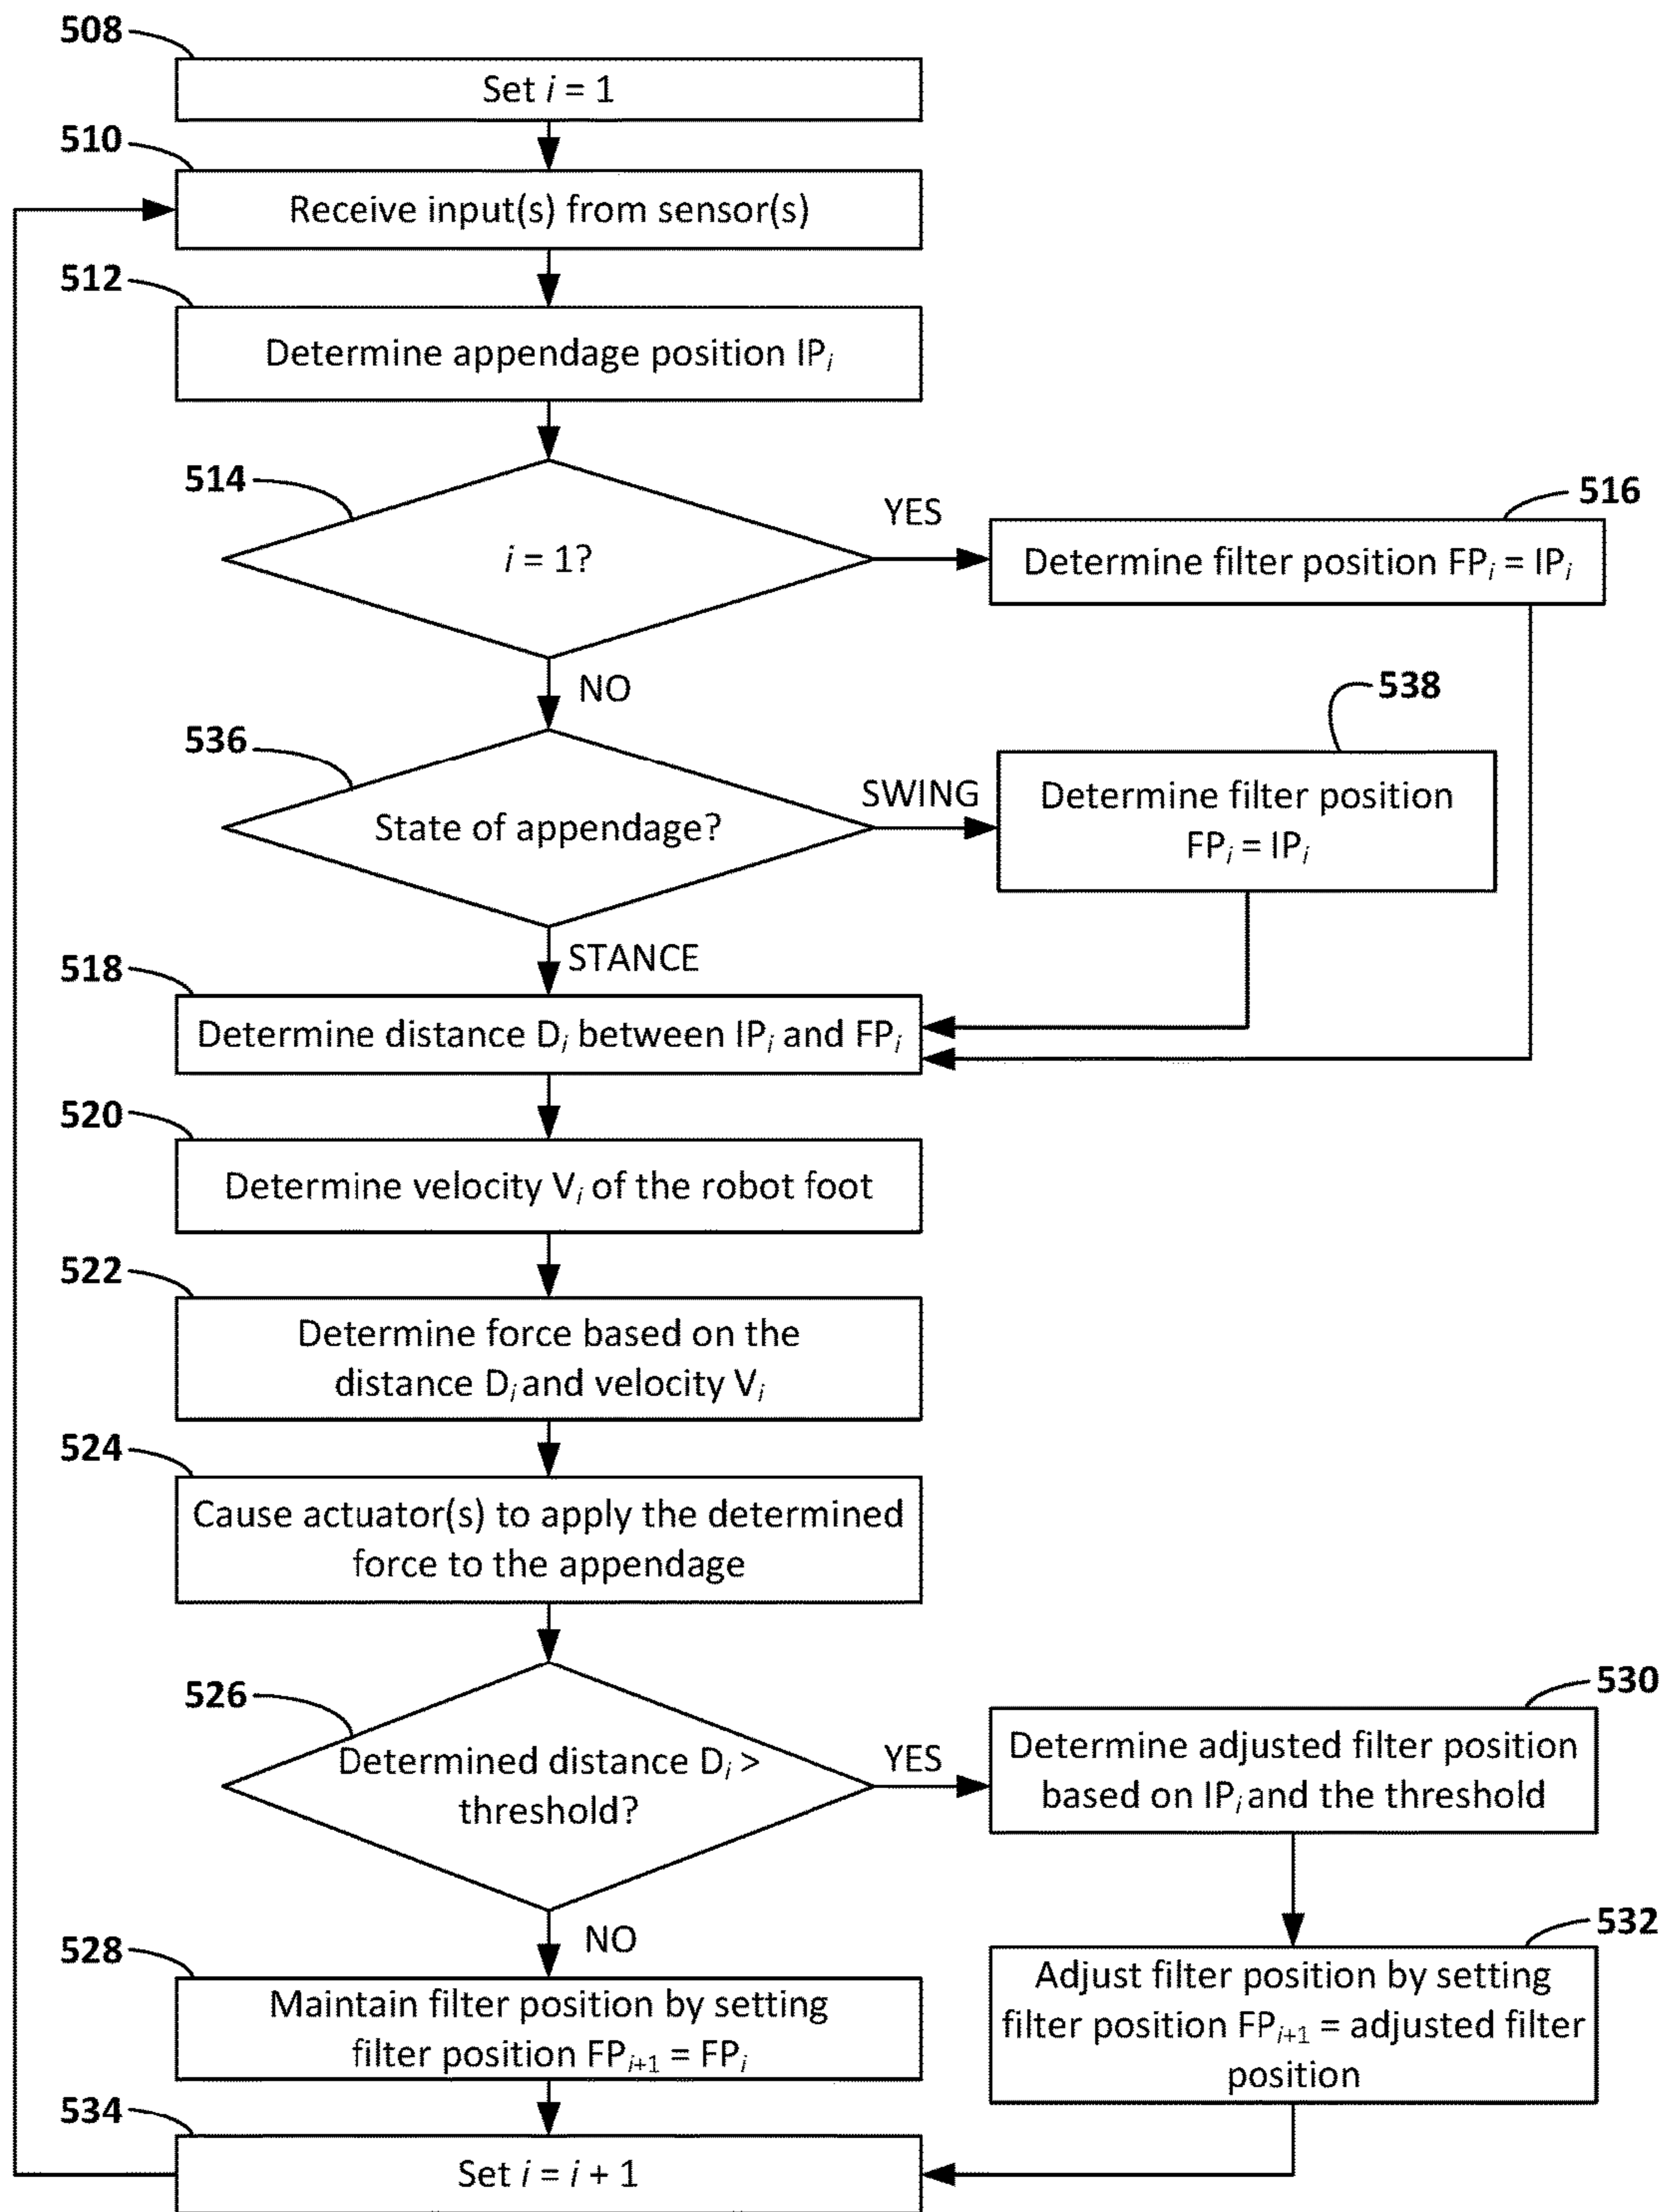 508
Set i = 1
510
Receive input(s) from sensor(s)
512
Determine appendage position IPi
514
i = 1?
YES
516
Determine filter position FPi = IPi
NO
536
State of appendage?
SWING
538
Determine filter position
FPi = IPi
STANCE
518
Determine distance Di between IPi and FPi
520
Determine velocity Vi of the robot foot
522
Determine force based on the
distance Di and velocity Vi
524
Cause actuator(s) to apply the determined
force to the appendage
526
Determined distance Di >
threshold?
YES
530
Determine adjusted filter position
based on IPi and the threshold
NO
528
Maintain filter position by setting
filter position FPi+1 = FPi
532
Adjust filter position by setting
filter position FPi+1 = adjusted filter
position
534
Set i = i + 1